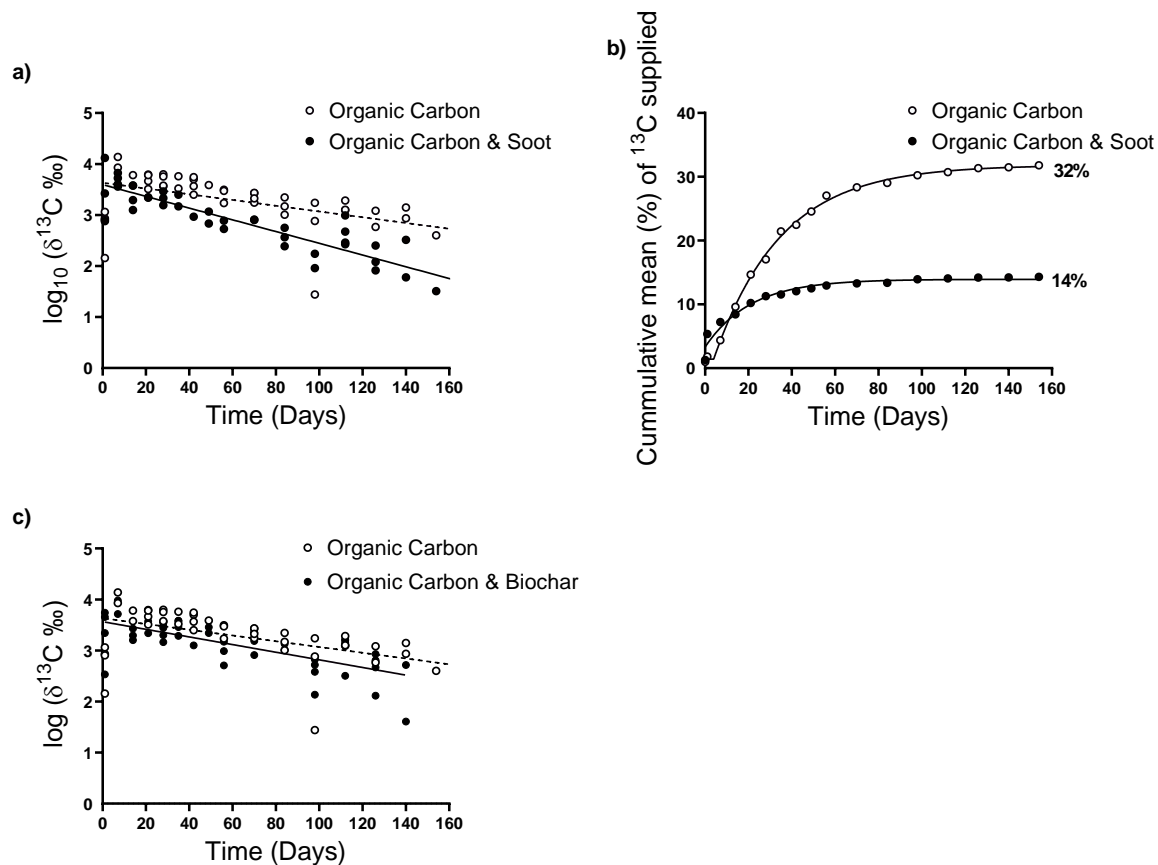 a)
Organic Carbon
Organic Carbon & Soot
log10 (δ13C ‰)
5
4
3
2
1
0
0 20 40 60 80 100 120 140 160
Time (Days)
b)
Organic Carbon
Organic Carbon & Soot
Cummulative mean (%) of 13C supplied
40
30
20
10
0
32%
14%
0 20 40 60 80 100 120 140 160
Time (Days)
c)
Organic Carbon
Organic Carbon & Biochar
log (δ13C ‰)
5
4
3
2
1
0
0 20 40 60 80 100 120 140 160
Time (Days)